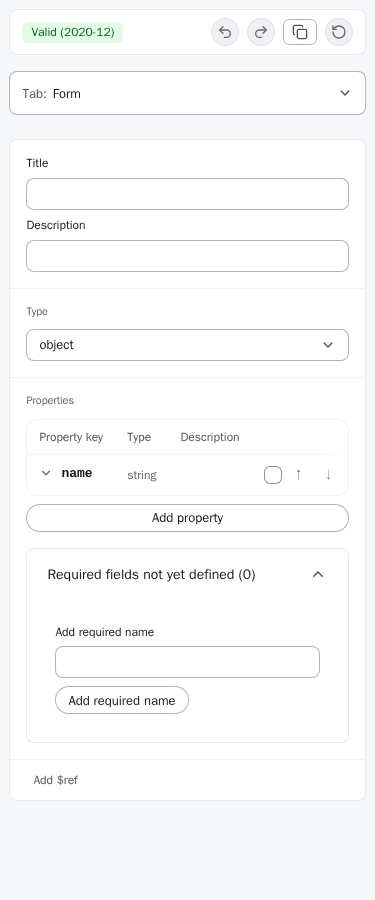 Valid (2020-12)
Tab: Form
Title
Description
Type
object
Properties
Property key Type Description
name string ↑ ↓
Add property
Required fields not yet defined (0)
Add required name
Add required name
Add $ref